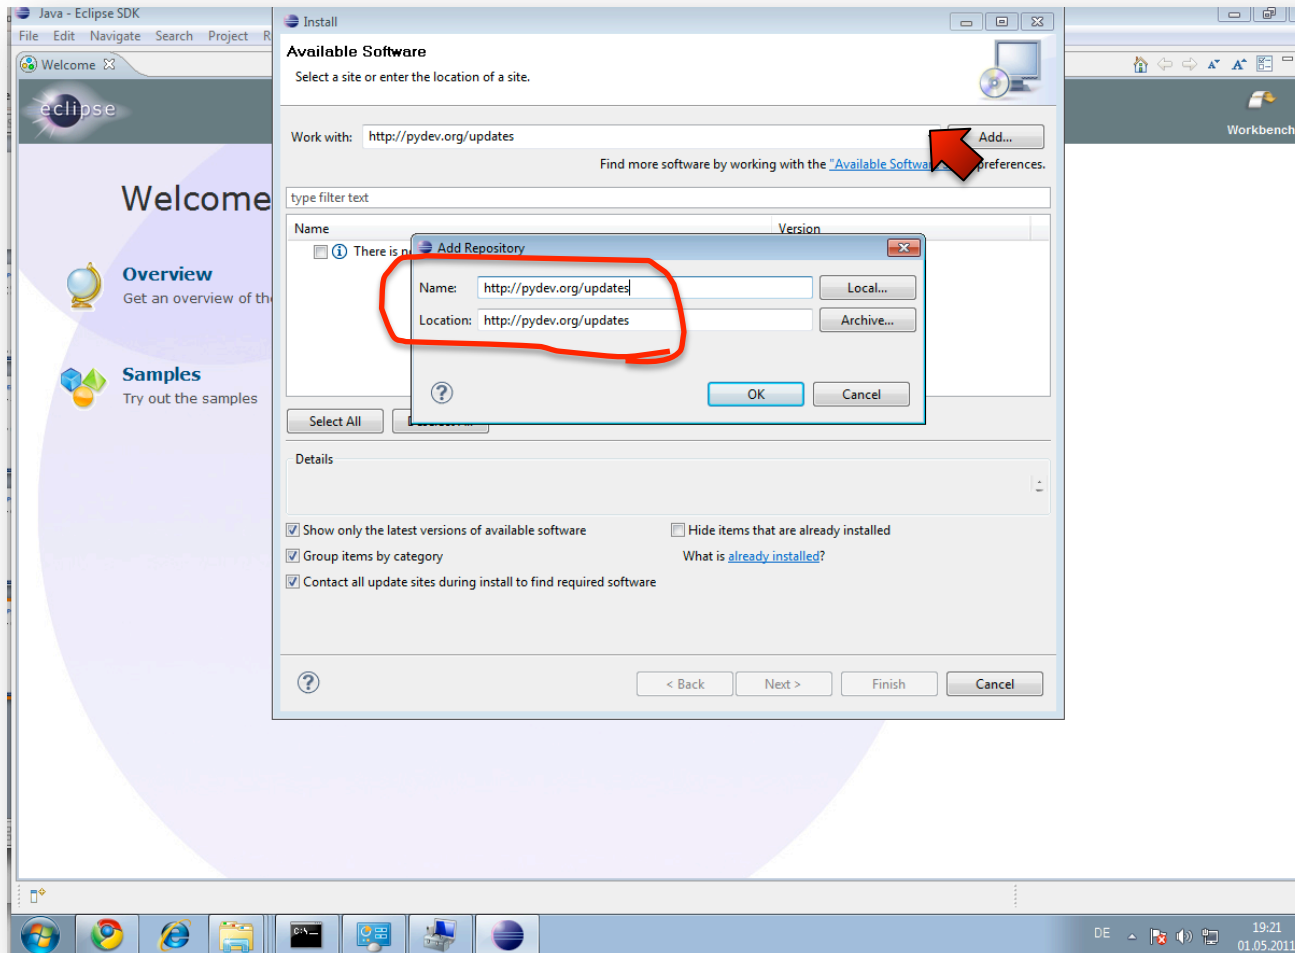 Java - Eclipse SDK
Install
File Edit Navigate Search Project R
Welcome
Available Software
Select a site or enter the location of a site.
eclipse
Workbench
Work with: http://pydev.org/updates
Add...
Find more software by working with the "Available Softwar preferences.
Welcome
type filter text
Name Version
There is n
Add Repository
Overview
Get an overview of th
Name: http://pydev.org/updates
Local...
Location: http://pydev.org/updates
Archive...
Samples
Try out the samples
OK
Cancel
Select All
Details
Show only the latest versions of available software
Hide items that are already installed
Group items by category
What is already installed?
Contact all update sites during install to find required software
< Back
Next >
Finish
Cancel
C:\_
DE
19:21
01.05.2011